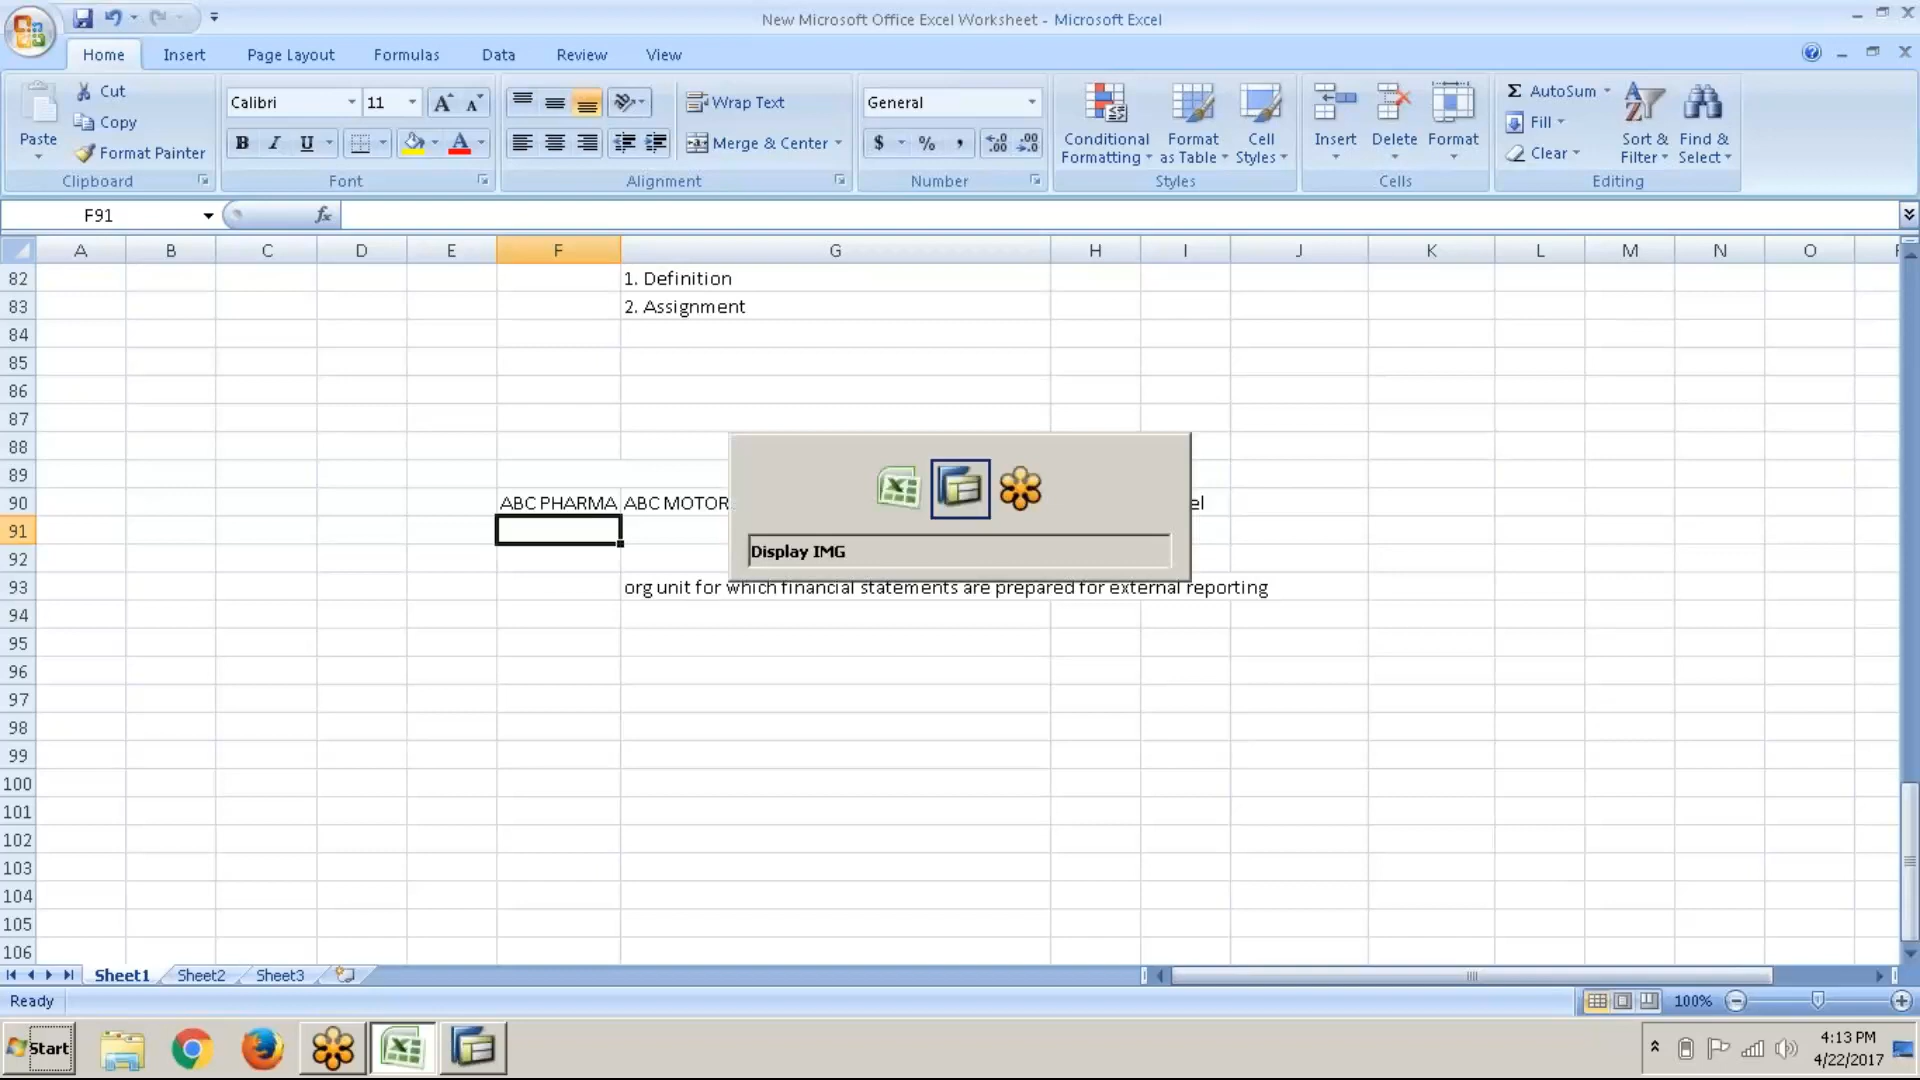 New Microsoft Office Excel Worksheet - Microsoft Excel
Home Insert Page Layout Formulas Data Review View
Paste
Cut
Copy
Format Painter
Clipboard
Calibri 11
B I U
Font
Wrap Text
Merge & Center
Alignment
General
$ % ,
Number
Conditional Formatting
Format as Table
Cell Styles
Styles
Insert Delete Format
Cells
AutoSum
Fill
Clear
Sort & Filter
Find & Select
Editing
F91 fx
A B C D E F G H I J K L M N O
82 1. Definition
83 2. Assignment
84
85
86
87
88
89
90 ABC PHARMA ABC MOTOR el
91
Display IMG
92
93 org unit for which financial statements are prepared for external reporting
94
95
96
97
98
99
100
101
102
103
104
105
106
Sheet1 Sheet2 Sheet3
Ready 100%
Start
4:13 PM
4/22/2017